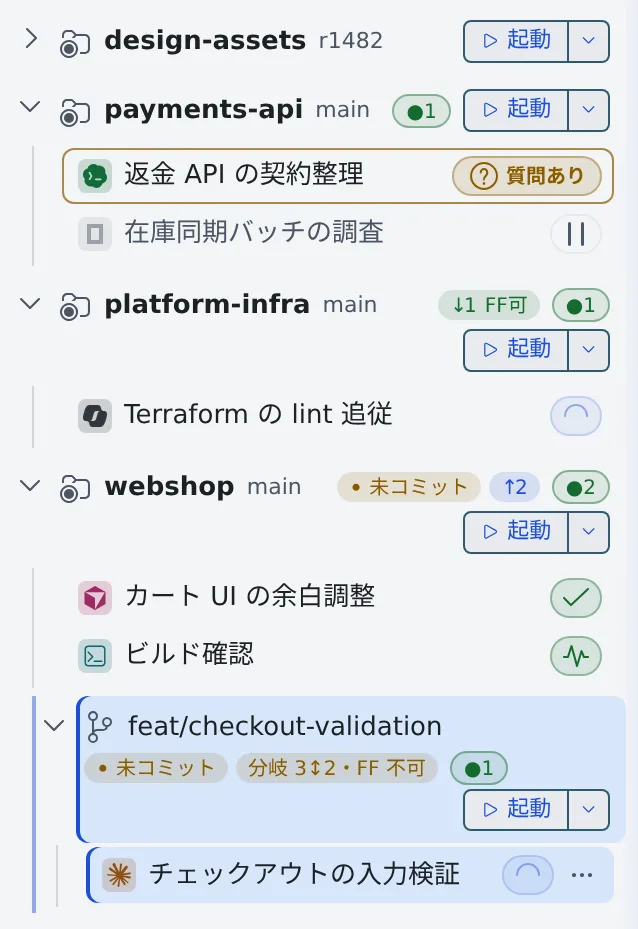 design-assets r1482 起動
payments-api main ●1 起動
返金 API の契約整理 質問あり
在庫同期バッチの調査
platform-infra main ↓1 FF可 ●1
起動
Terraform の lint 追従
webshop main • 未コミット ↑2 ●2
起動
カート UI の余白調整
ビルド確認
feat/checkout-validation
• 未コミット 分岐 3↕2・FF 不可 ●1
起動
チェックアウトの入力検証 …